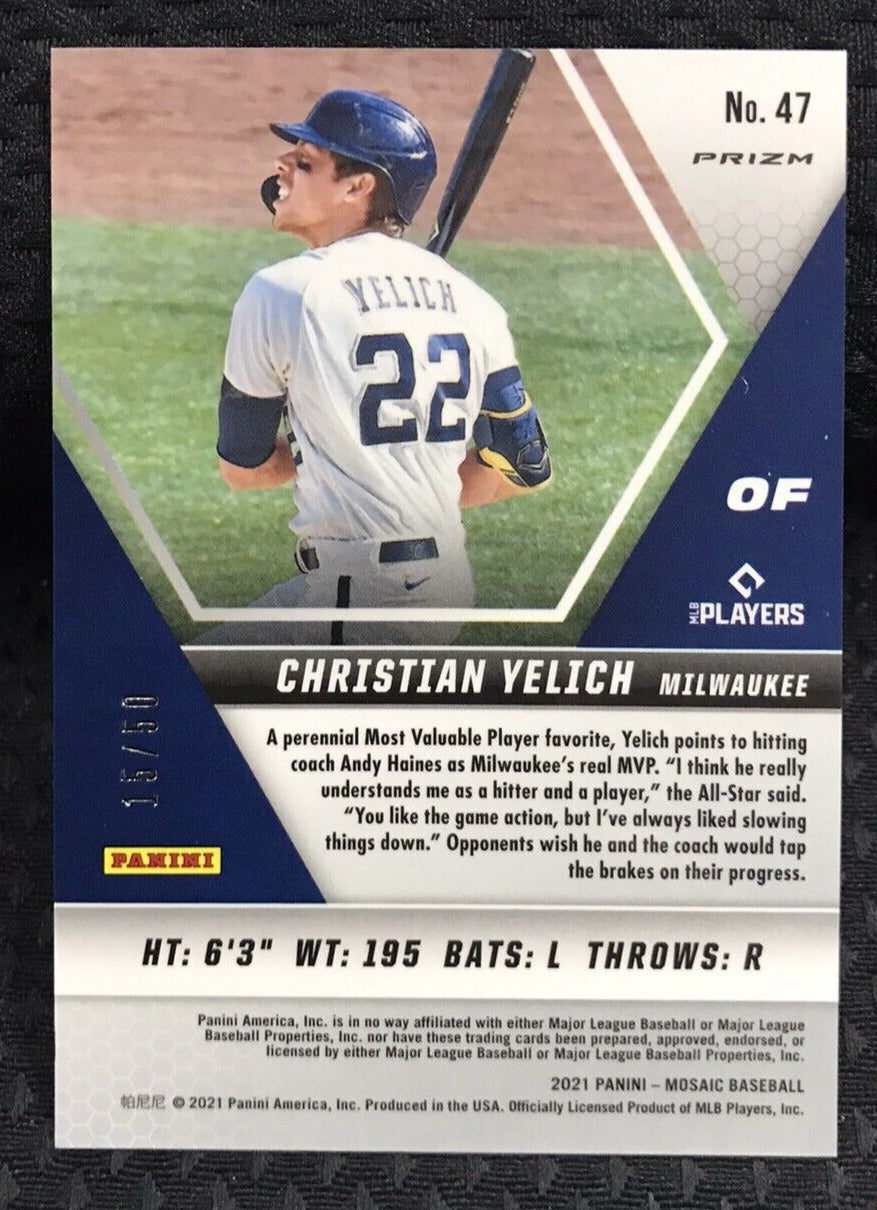 No. 47
PRIZM
YELICH
22
OF
MLB PLAYERS
CHRISTIAN YELICH MILWAUKEE
A perennial Most Valuable Player favorite, Yelich points to hitting
coach Andy Haines as Milwaukee's real MVP. "I think he really
understands me as a hitter and a player," the All-Star said.
"You like the game action, but I've always liked slowing
things down." Opponents wish he and the coach would tap
the brakes on their progress.
15/50
PANINI
HT: 6'3" WT: 195 BATS: L THROWS: R
Panini America, Inc. is in no way affiliated with either Major League Baseball or Major League
Baseball Properties, Inc. nor have these trading cards been prepared, approved, endorsed, or
licensed by either Major League Baseball or Major League Baseball Properties, Inc.
2021 PANINI – MOSAIC BASEBALL
帕尼尼 © 2021 Panini America, Inc. Produced in the USA. Officially Licensed Product of MLB Players, Inc.